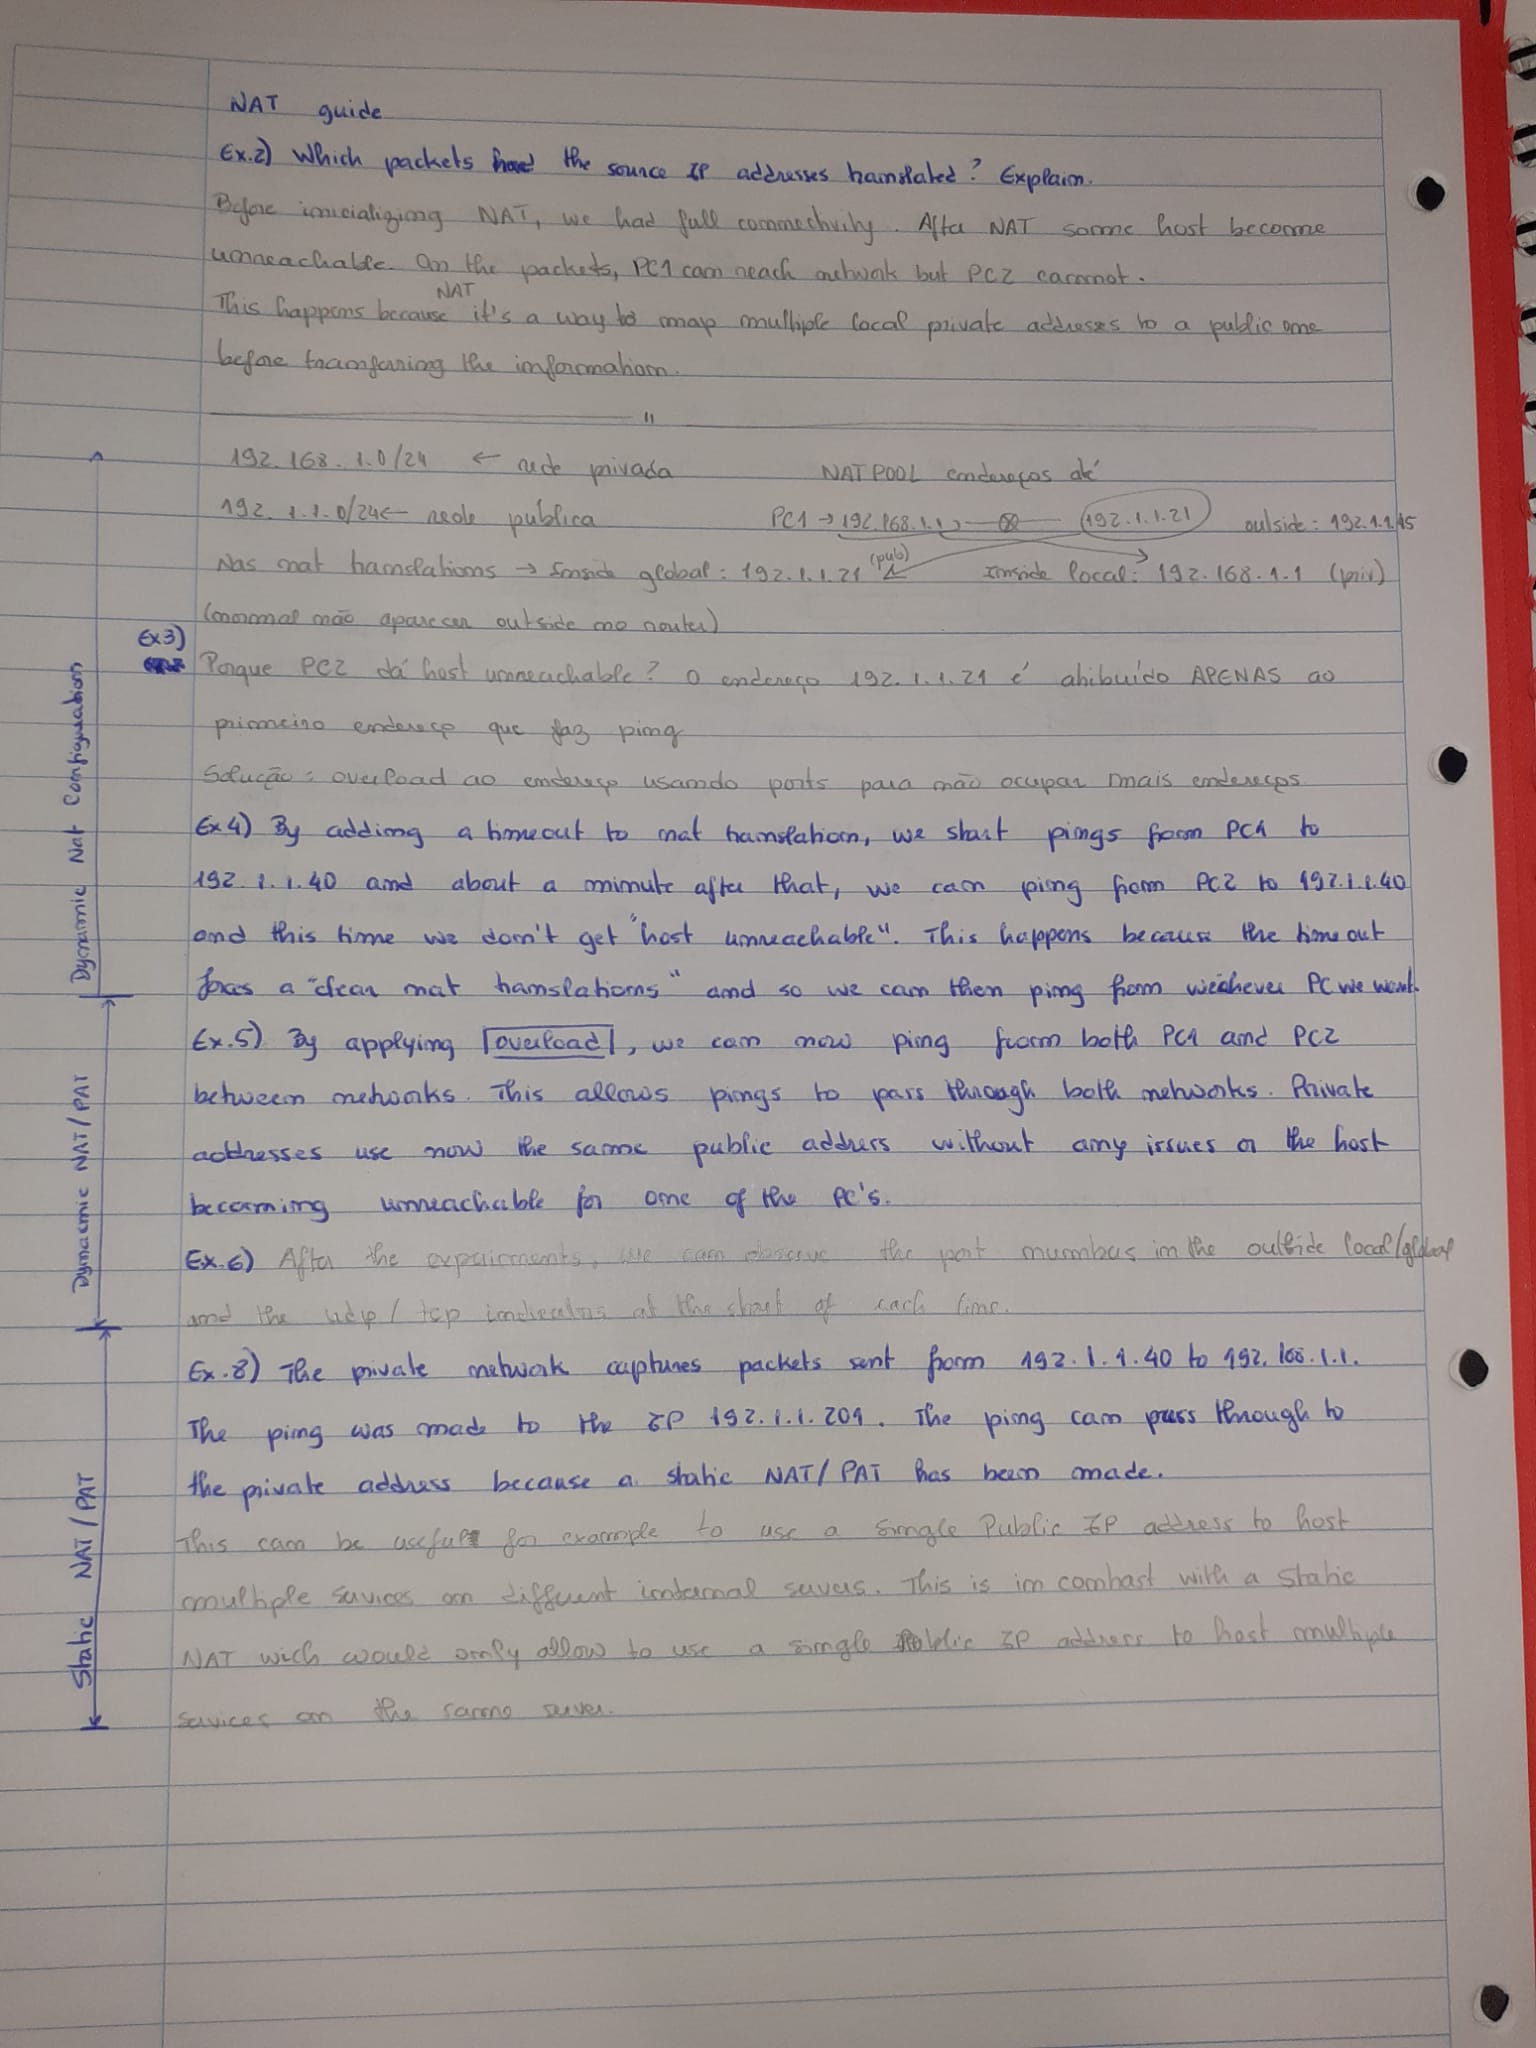 NAT guide
Ex.2) Which packets had the source IP addresses translated? Explain.
Before inicializing NAT, we had full connectivity. After NAT some host become
unreachable. On the packets, PC1 can reach network but PC2 cannot.
This happens because NAT it's a way to map multiple local private addresses to a public one
before transfering the information.
192.168.1.0/24 ← rede privada NATPOOL endereços até
192.1.1.0/24 ← rede publica PC1 → 192.168.1.1 192.1.1.21 outside: 192.1.1.45
Nas nat translations → Inside global: 192.1.1.21 (pub) Inside local: 192.168.1.1 (priv)
(normal não aparecer outside no router)
Ex3)
Porque PC2 dá host unreachable? O endereço 192.1.1.21 é atribuído APENAS ao
primeiro endereço que faz ping
Solução: overload ao endereço usando ports para não ocupar mais endereços
Ex4) By adding a timeout to nat translation, we start pings from PC1 to
192.1.1.40 and about a minute after that, we can ping from PC2 to 192.1.1.40
and this time we don't get "host unreachable". This happens because the timeout
forces a "clear nat translations" and so we can then ping from wichever PC we want.
Ex.5) By applying overload, we can now ping from both PC1 and PC2
between networks. This allows pings to pass through both networks. Private
addresses use now the same public address without any issues or the host
becoming unreachable for one of the PC's.
Ex.6) After the expairments, we can observe the port numbers in the outside local/global
and the udp/tcp indicators at the start of each line.
Ex.8) The private network captures packets sent from 192.1.1.40 to 192.168.1.1.
The ping was made to the IP 192.1.1.201. The ping can pass through to
the private address because a static NAT/PAT has been made.
This can be useful for example to use a single Public IP address to host
multiple services on different internal servers. This is in contrast with a Static
NAT wich would only allow to use a single Public IP address to host multiple
services on the same server.
Dycnamic Nat Configuration
Dynacmic NAT/PAT
Static NAT/PAT